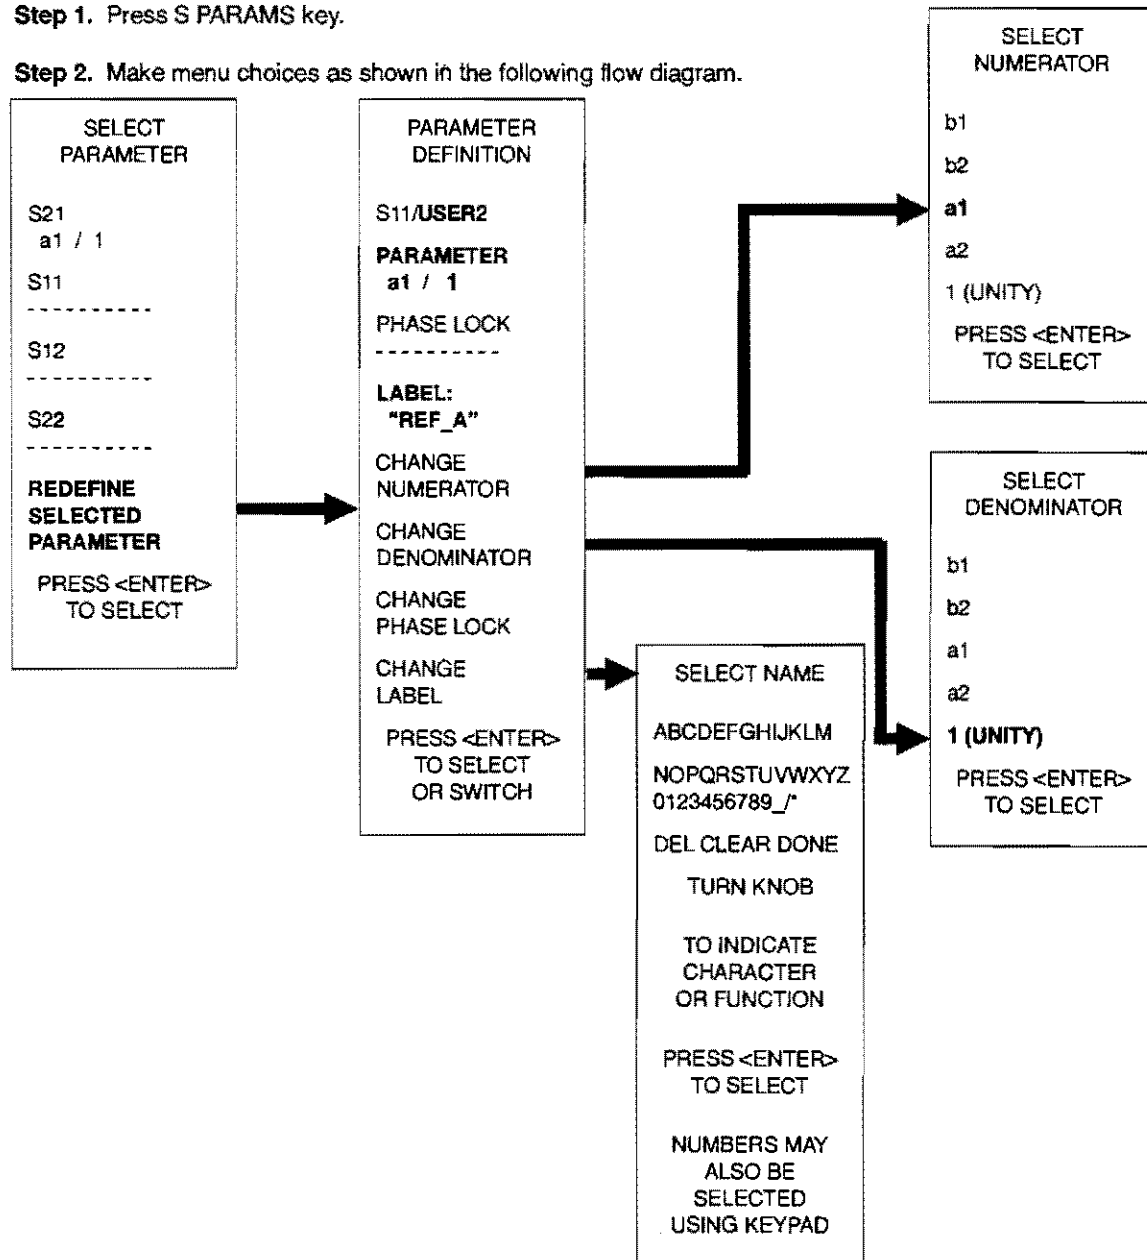 Step 1. Press S PARAMS key.
Step 2. Make menu choices as shown in the following flow diagram.
SELECT
PARAMETER
S21
a1 / 1
S11
- - - - - - - - - -
S12
- - - - - - - - - -
S22
- - - - - - - - - -
REDEFINE
SELECTED
PARAMETER
PRESS <ENTER>
TO SELECT
PARAMETER
DEFINITION
S11/USER2
PARAMETER
a1 / 1
PHASE LOCK
- - - - - - - - - -
LABEL:
"REF_A"
CHANGE
NUMERATOR
CHANGE
DENOMINATOR
CHANGE
PHASE LOCK
CHANGE
LABEL
PRESS <ENTER>
TO SELECT
OR SWITCH
SELECT NAME
ABCDEFGHIJKLM
NOPQRSTUVWXYZ
0123456789_/*
DEL CLEAR DONE
TURN KNOB
TO INDICATE
CHARACTER
OR FUNCTION
PRESS <ENTER>
TO SELECT
NUMBERS MAY
ALSO BE
SELECTED
USING KEYPAD
SELECT
NUMERATOR
b1
b2
a1
a2
1 (UNITY)
PRESS <ENTER>
TO SELECT
SELECT
DENOMINATOR
b1
b2
a1
a2
1 (UNITY)
PRESS <ENTER>
TO SELECT